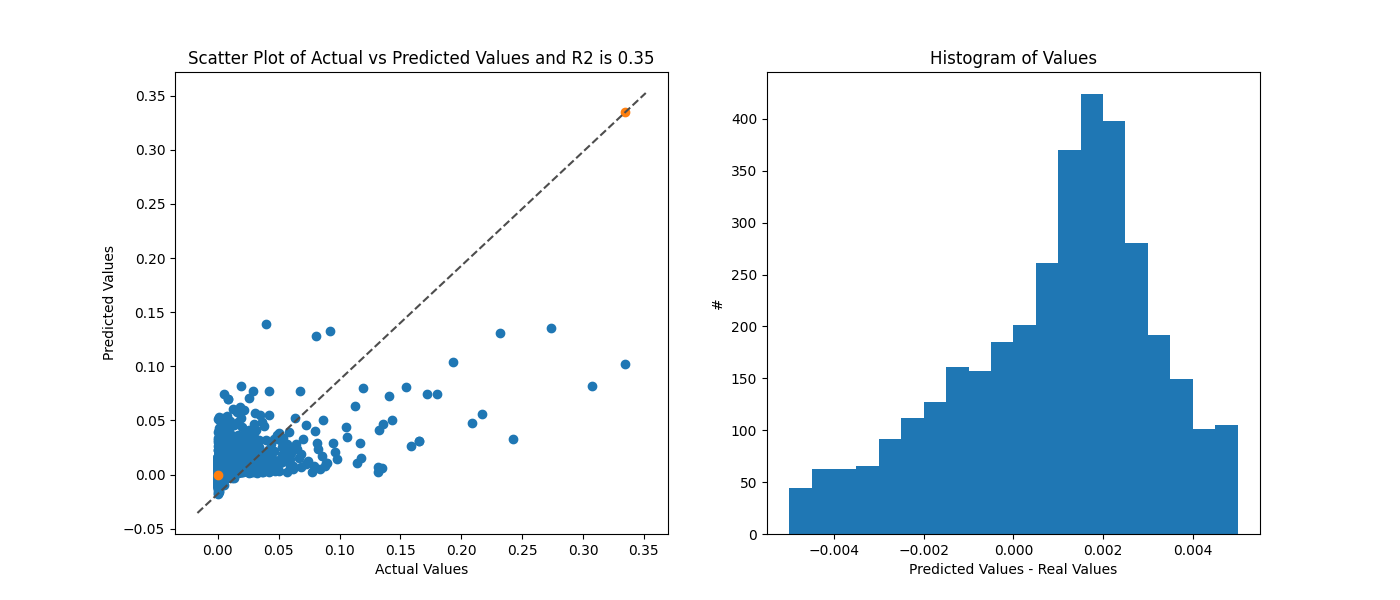 Scatter Plot of Actual vs Predicted Values and R2 is 0.35
Predicted Values
0.35
0.30
0.25
0.20
0.15
0.10
0.05
0.00
−0.05
0.00 0.05 0.10 0.15 0.20 0.25 0.30 0.35
Actual Values
Histogram of Values
#
400
350
300
250
200
150
100
50
0
−0.004 −0.002 0.000 0.002 0.004
Predicted Values - Real Values